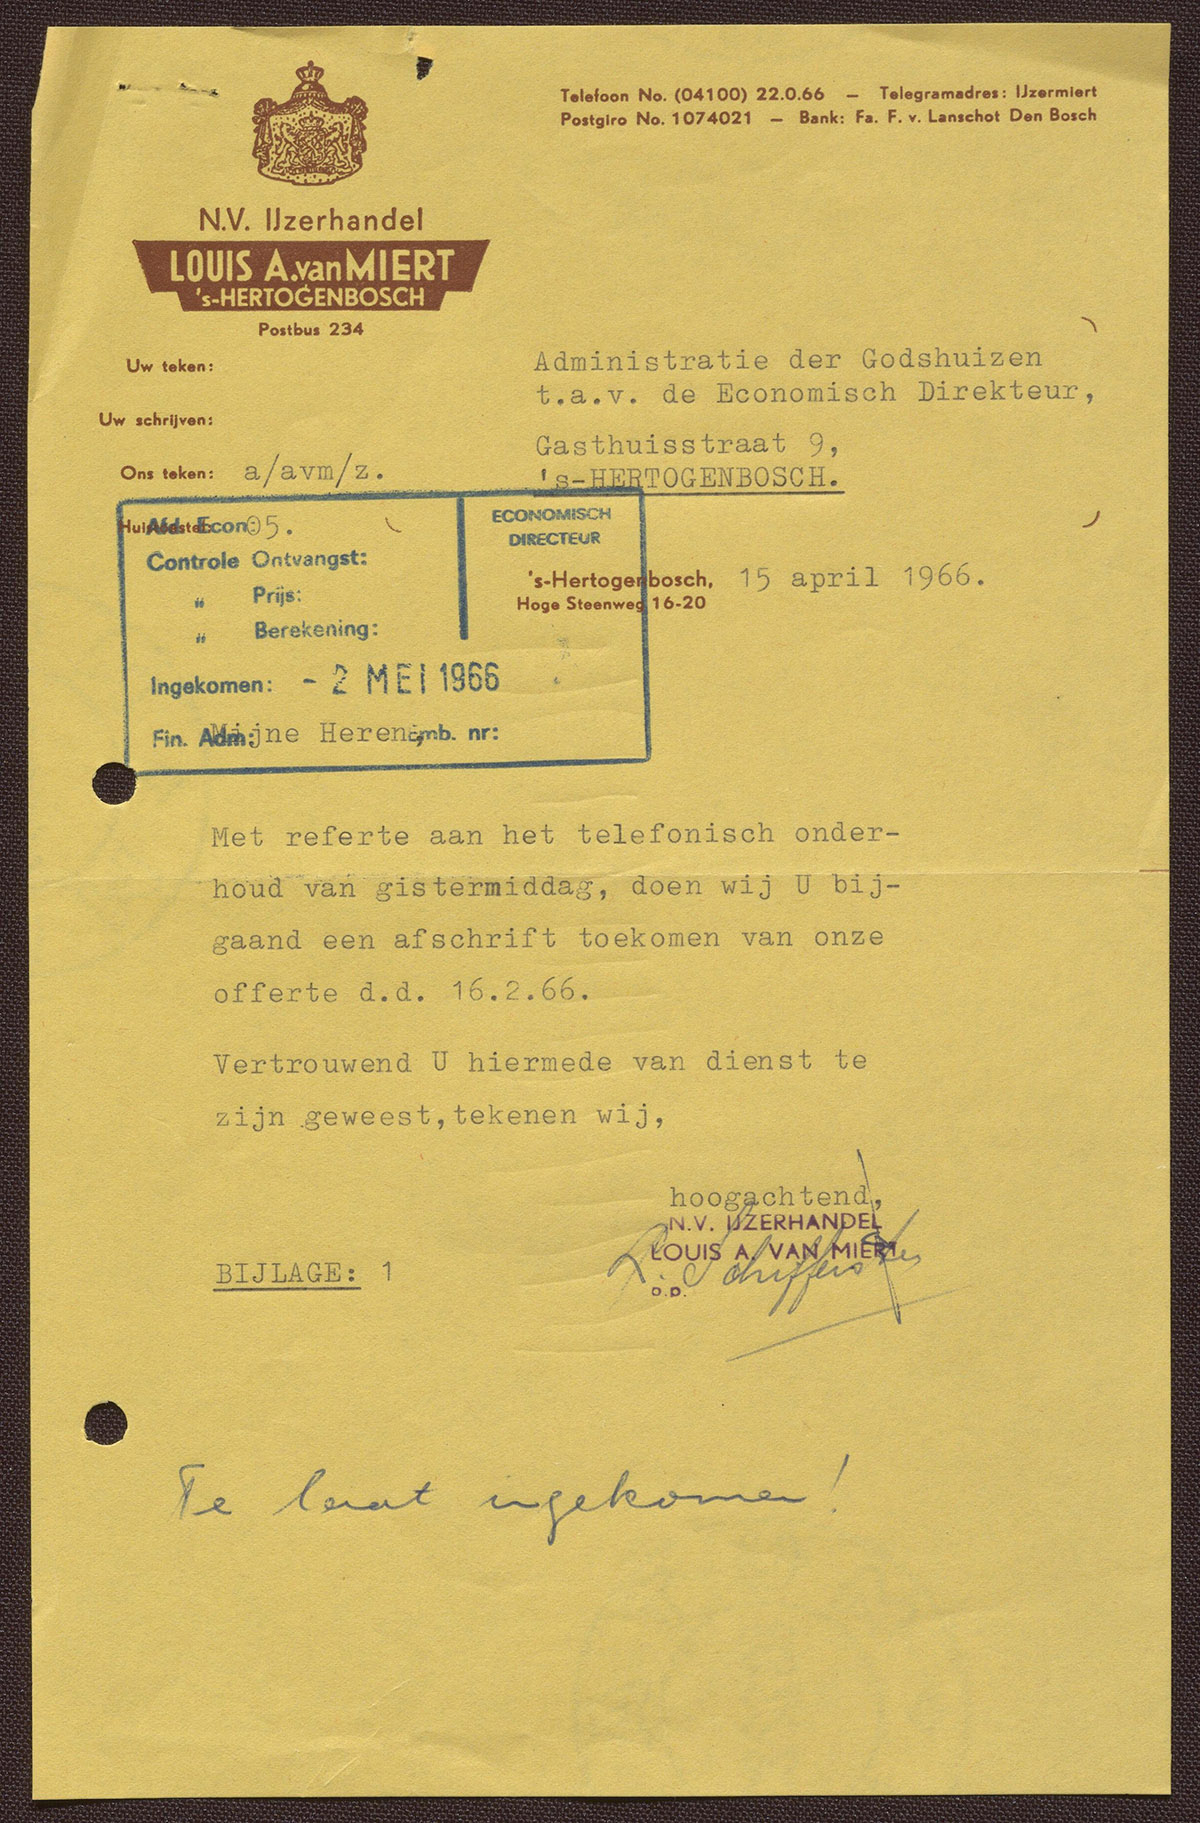 Telefoon No. (04100) 22.0.66 — Telegramadres: IJzermiert
Postgiro No. 1074021 — Bank: Fa. F. v. Lanschot Den Bosch
N.V. IJzerhandel
LOUIS A. van MIERT
's-HERTOGENBOSCH
Postbus 234
Uw teken:
Uw schrijven:
Ons teken: a/avm/z.
05.
Administratie der Godshuizen
t.a.v. de Economisch Direkteur,
Gasthuisstraat 9,
's-HERTOGENBOSCH.
Afd. Econ.
Controle Ontvangst:
„ Prijs:
„ Berekening:
Ingekomen: - 2 MEI 1966
Fin. Adm: Emb. nr:
ECONOMISCH
DIRECTEUR
's-Hertogenbosch, 15 april 1966.
Hoge Steenweg 16-20
Mijne Heren,
Met referte aan het telefonisch onder-
houd van gistermiddag, doen wij U bij-
gaand een afschrift toekomen van onze
offerte d.d. 16.2.66.
Vertrouwend U hiermede van dienst te
zijn geweest,tekenen wij,
hoogachtend,
N.V. IJZERHANDEL
LOUIS A. VAN MIERT
o.p.
BIJLAGE: 1
Te laat ingekomen!